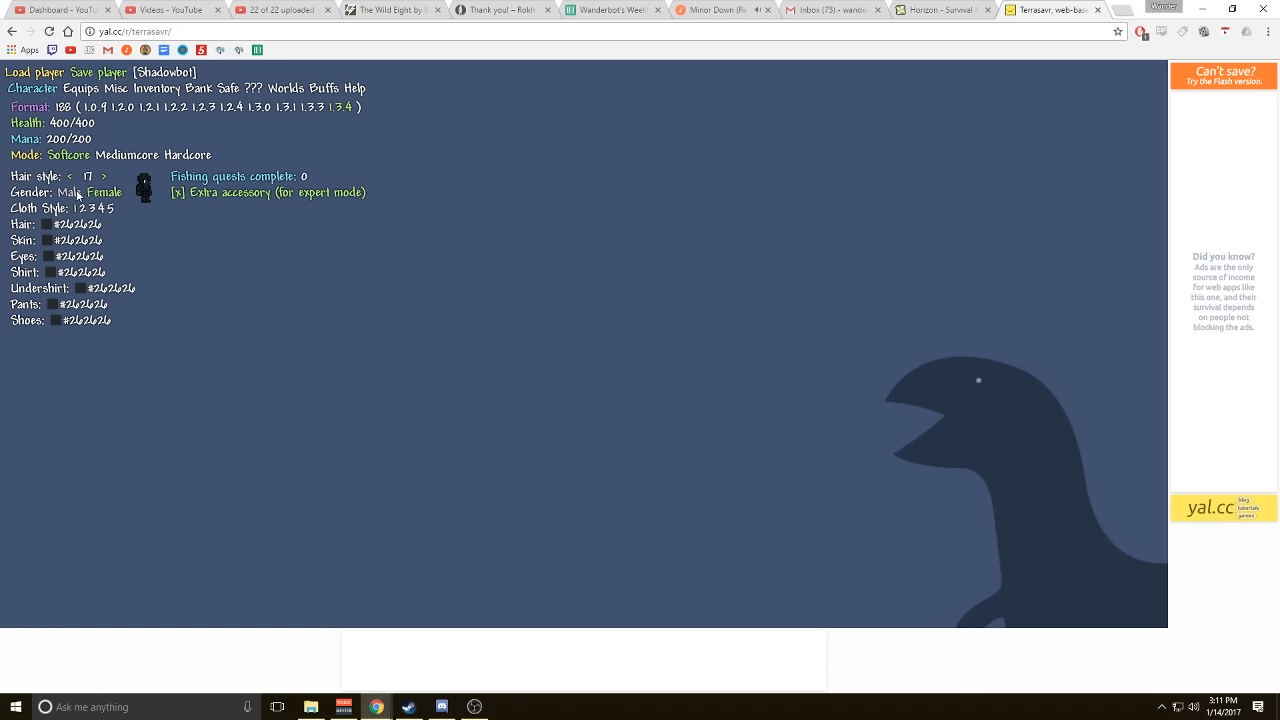 Dashboard - YouTube
Videos - YouTube
22 of 22 uploaded
The Wild Eight by
Thank you! – Rokh
Wanderbot's Week
Minor Down (Re
Inbox (75) - wander
Horzon - Survival
Terrasavr, web-base
Wander
yal.cc/r/terrasavr/
Apps
Load player Save player [Shadowbot]
Character Equips Misc Inventory Bank Safe ??? Worlds Buffs Help
Format: 188 ( 1.0.9 1.2.0 1.2.1 1.2.2 1.2.3 1.2.4 1.3.0 1.3.1 1.3.3 1.3.4 )
Health: 400/400
Mana: 200/200
Mode: Softcore Mediumcore Hardcore
Hair style: < 17 > Fishing quests complete: 0
Gender: Male Female [x] Extra accessory (for expert mode)
Cloth Style: 1 2 3 4 5
Hair: #262626
Skin: #262626
Eyes: #262626
Shirt: #262626
Undershirt: #262626
Pants: #262626
Shoes: #262626
Can't save?
Try the Flash version.
Did you know?
Ads are the only
source of income
for web apps like
this one, and their
survival depends
on people not
blocking the ads.
yal.cc
blog
tutorials
games
Ask me anything
3:11 PM
1/14/2017